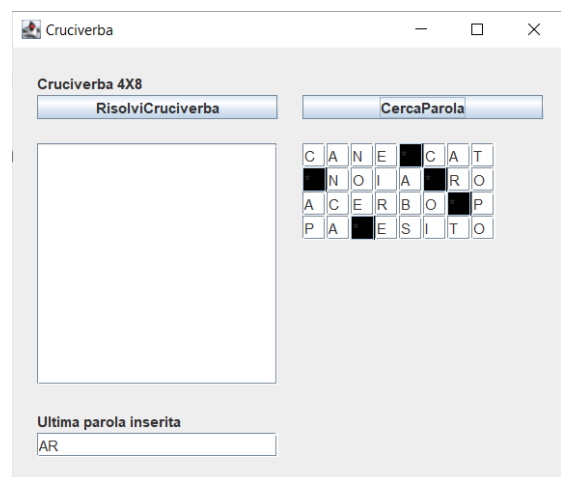 Cruciverba
Cruciverba 4X8
RisolviCruciverba CercaParola
C A N E * C A T
* N O I A * R O
A C E R B O * P
P A * E S I T O
Ultima parola inserita
AR